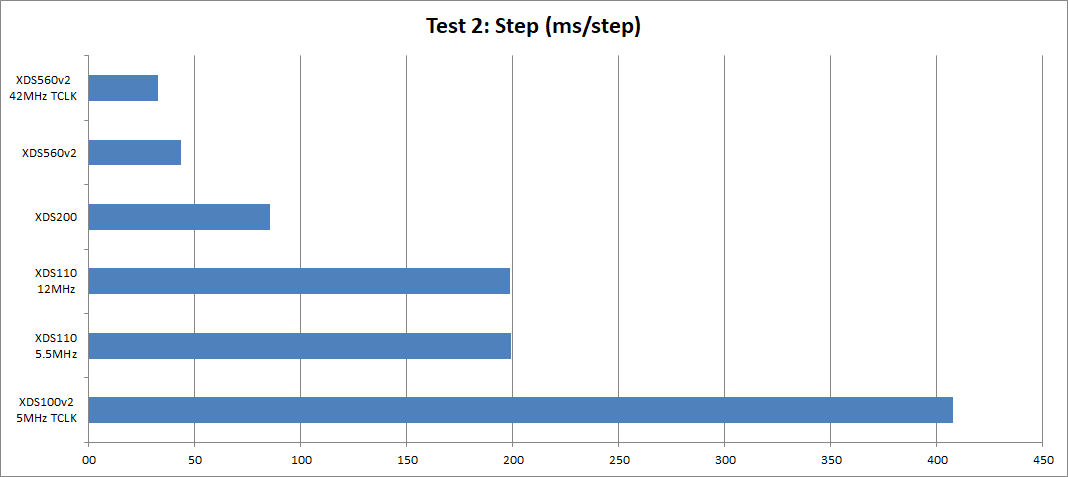 Test 2: Step (ms/step)
XDS560v2
42MHz TCLK
XDS560v2
XDS200
XDS110
12MHz
XDS110
5.5MHz
XDS100v2
5MHz TCLK
00 50 100 150 200 250 300 350 400 450